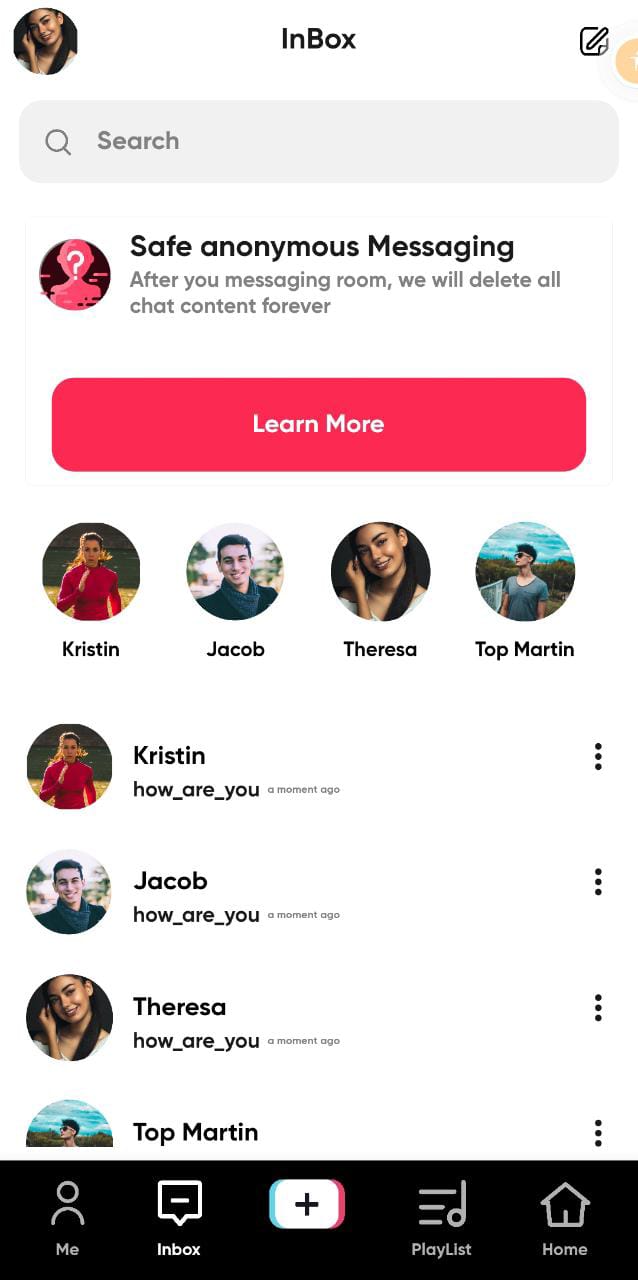 InBox
Search
Safe anonymous Messaging
After you messaging room, we will delete all
chat content forever
Learn More
Kristin Jacob Theresa Top Martin
Kristin
how_are_you a moment ago
Jacob
how_are_you a moment ago
Theresa
how_are_you a moment ago
Top Martin
Me Inbox PlayList Home